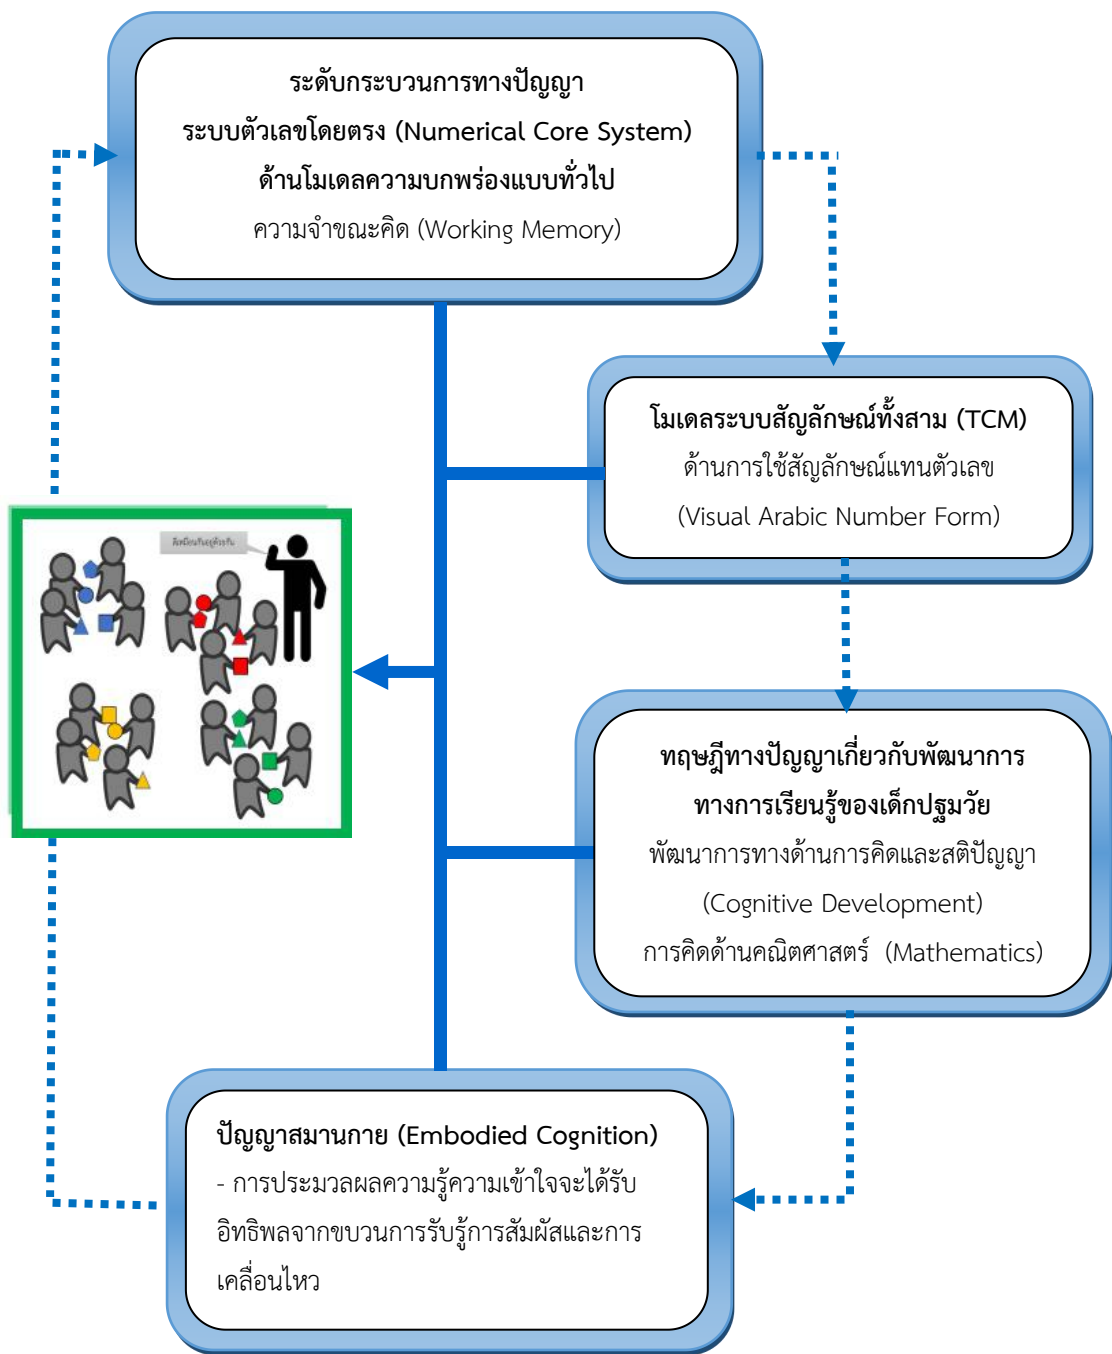 ระดับกระบวนการทางปัญญา
ระบบตัวเลขโดยตรง (Numerical Core System)
ด้านโมเดลความบกพร่องแบบทั่วไป
ความจำขณะคิด (Working Memory)
โมเดลระบบสัญลักษณ์ทั้งสาม (TCM)
ด้านการใช้สัญลักษณ์แทนตัวเลข
(Visual Arabic Number Form)
สีเหมือนกันอยู่ด้วยกัน
ทฤษฎีทางปัญญาเกี่ยวกับพัฒนาการ
ทางการเรียนรู้ของเด็กปฐมวัย
พัฒนาการทางด้านการคิดและสติปัญญา
(Cognitive Development)
การคิดด้านคณิตศาสตร์ (Mathematics)
ปัญญาสมานกาย (Embodied Cognition)
- การประมวลผลความรู้ความเข้าใจจะได้รับ
อิทธิพลจากขบวนการรับรู้การสัมผัสและการ
เคลื่อนไหว